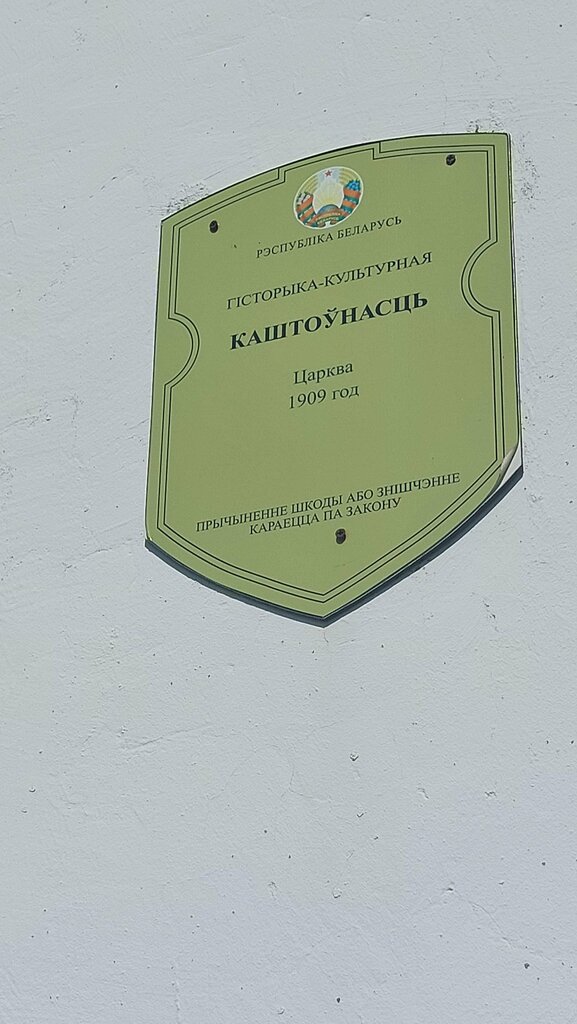 РЭСПУБЛІКА БЕЛАРУСЬ
ГІСТОРЫКА-КУЛЬТУРНАЯ
КАШТОЎНАСЦЬ
Царква
1909 год
ПРЫЧЫНЕННЕ ШКОДЫ АБО ЗНІШЧЭННЕ
КАРАЕЦЦА ПА ЗАКОНУ